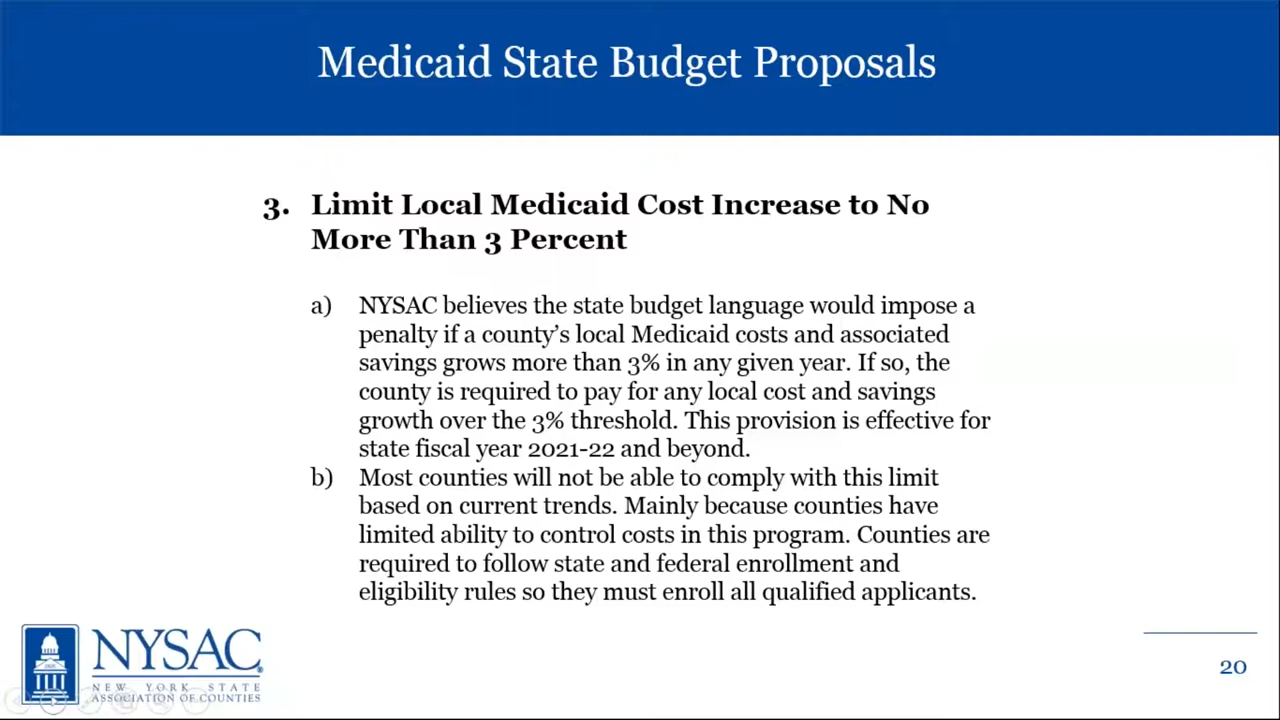 Medicaid State Budget Proposals
3. Limit Local Medicaid Cost Increase to No
More Than 3 Percent
a) NYSAC believes the state budget language would impose a
penalty if a county's local Medicaid costs and associated
savings grows more than 3% in any given year. If so, the
county is required to pay for any local cost and savings
growth over the 3% threshold. This provision is effective for
state fiscal year 2021-22 and beyond.
b) Most counties will not be able to comply with this limit
based on current trends. Mainly because counties have
limited ability to control costs in this program. Counties are
required to follow state and federal enrollment and
eligibility rules so they must enroll all qualified applicants.
NYSAC®
NEW YORK STATE
ASSOCIATION OF COUNTIES
20